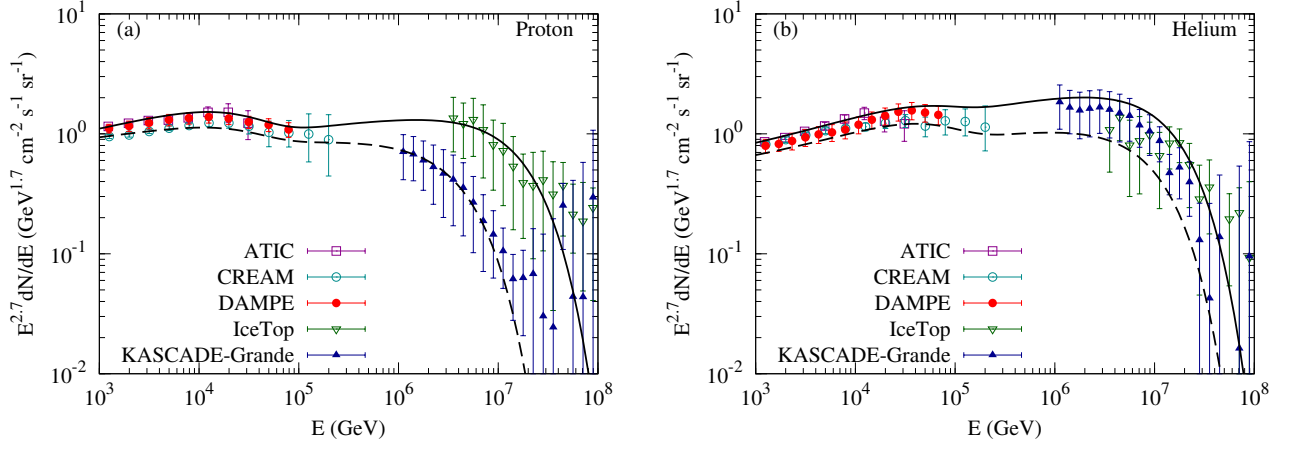 (a)
Proton
E^2.7dN/dE (GeV^1.7 cm^-2 s^-1 sr^-1)
10^1
10^0
10^-1
10^-2
ATIC
CREAM
DAMPE
IceTop
KASCADE-Grande
10^3 10^4 10^5 10^6 10^7 10^8
E (GeV)
(b)
Helium
E^2.7dN/dE (GeV^1.7 cm^-2 s^-1 sr^-1)
10^1
10^0
10^-1
10^-2
ATIC
CREAM
DAMPE
IceTop
KASCADE-Grande
10^3 10^4 10^5 10^6 10^7 10^8
E (GeV)